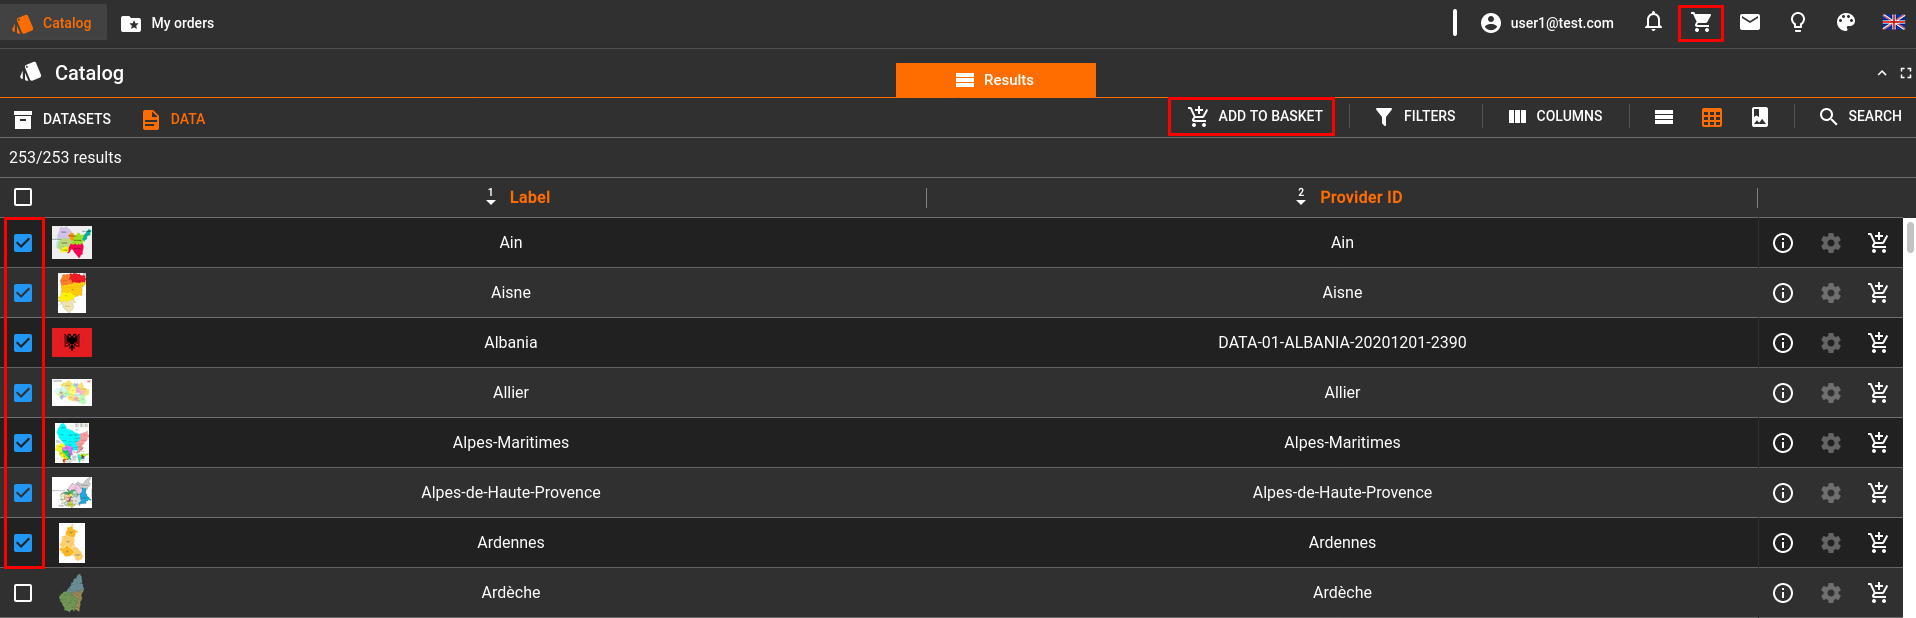 Catalog My orders user1@test.com
Catalog Results
DATASETS DATA ADD TO BASKET FILTERS COLUMNS SEARCH
253/253 results
1 Label 2 Provider ID
Ain Ain
Aisne Aisne
Albania DATA-01-ALBANIA-20201201-2390
Allier Allier
Alpes-Maritimes Alpes-Maritimes
Alpes-de-Haute-Provence Alpes-de-Haute-Provence
Ardennes Ardennes
Ardèche Ardèche